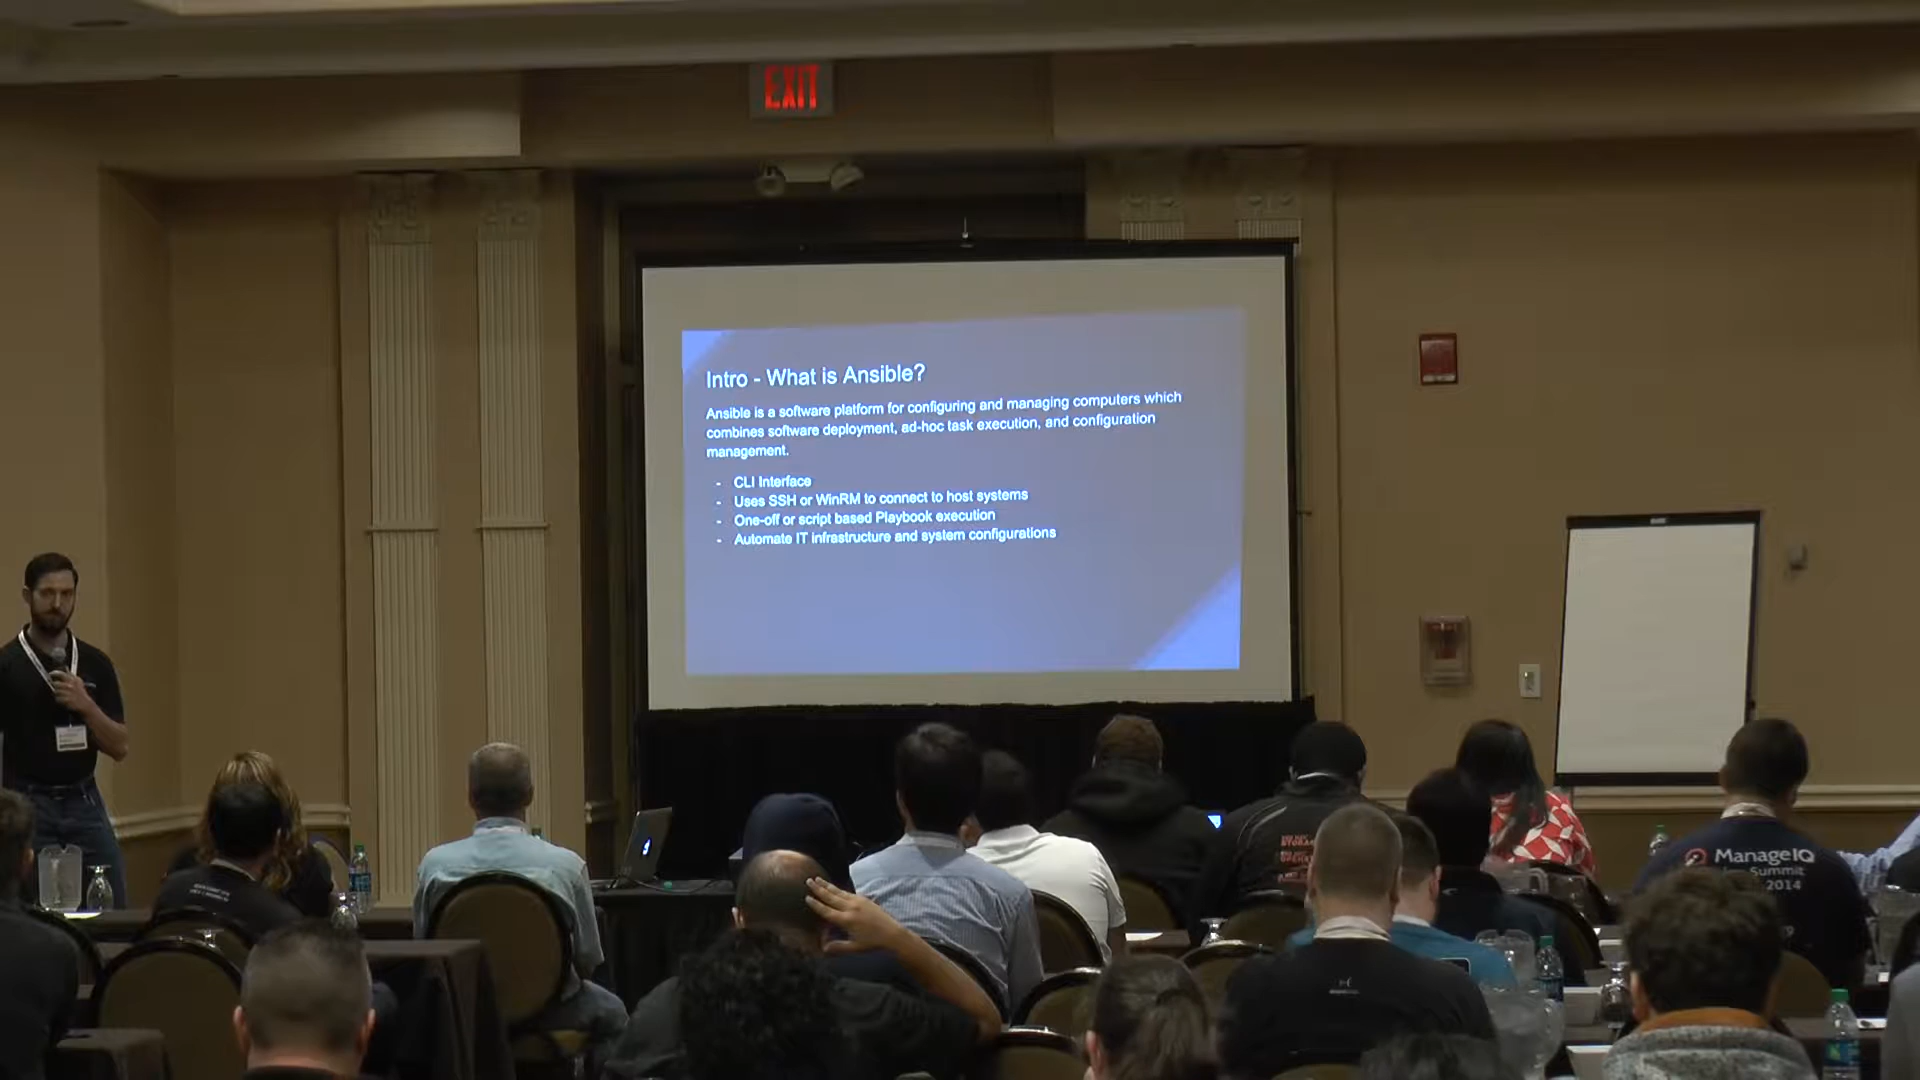 EXIT
Intro - What is Ansible?
Ansible is a software platform for configuring and managing computers which
combines software deployment, ad-hoc task execution, and configuration
management.
- CLI Interface
- Uses SSH or WinRM to connect to host systems
- One-off or script based Playbook execution
- Automate IT infrastructure and system configurations
ManageIQ
Summit
2014